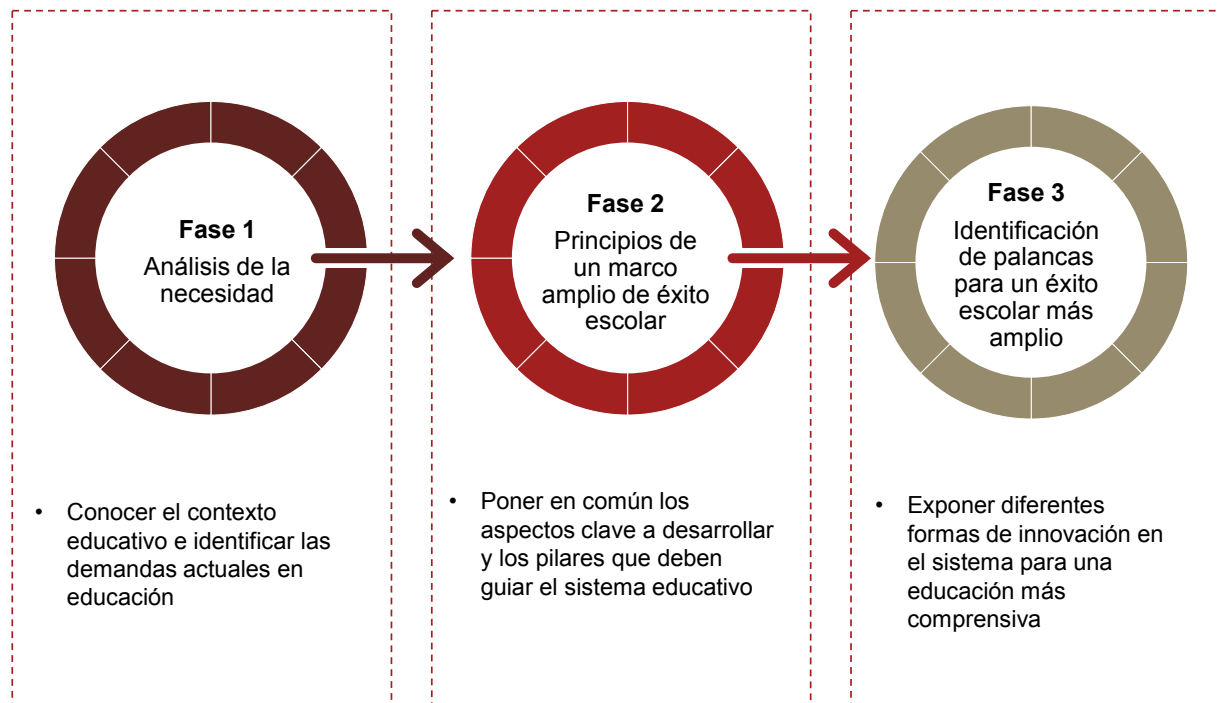 Fase 1
Análisis de la
necesidad
Fase 2
Principios de
un marco
amplio de éxito
escolar
Fase 3
Identificación
de palancas
para un éxito
escolar más
amplio
• Conocer el contexto
educativo e identificar las
demandas actuales en
educación
• Poner en común los
aspectos clave a desarrollar
y los pilares que deben
guiar el sistema educativo
• Exponer diferentes
formas de innovación en
el sistema para una
educación más
comprensiva